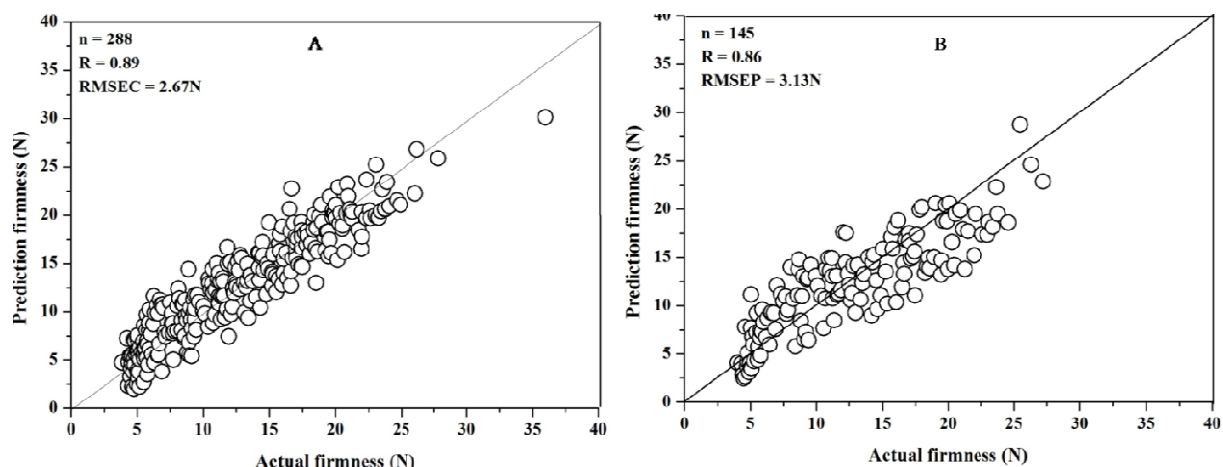 n = 288
R = 0.89
RMSEC = 2.67N
A
40
35
30
25
20
15
10
5
0
Prediction firmness (N)
0 5 10 15 20 25 30 35 40
Actual firmness (N)
n = 145
R = 0.86
RMSEP = 3.13N
B
40
35
30
25
20
15
10
5
0
Prediction firmness (N)
0 5 10 15 20 25 30 35 40
Actual firmness (N)